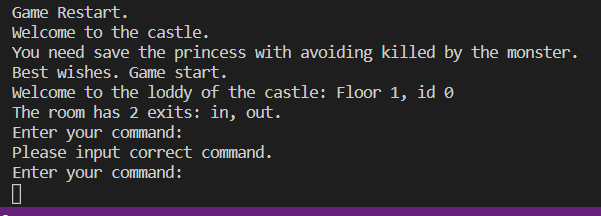 Game Restart.
Welcome to the castle.
You need save the princess with avoiding killed by the monster.
Best wishes. Game start.
Welcome to the loddy of the castle: Floor 1, id 0
The room has 2 exits: in, out.
Enter your command:
Please input correct command.
Enter your command: